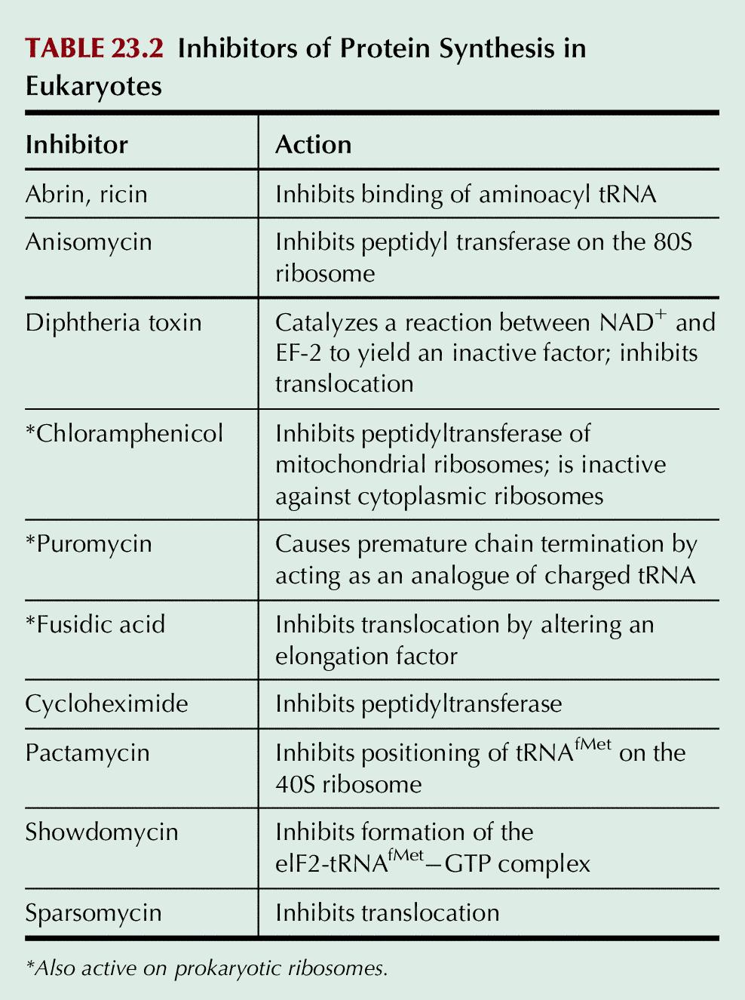 TABLE 23.2 Inhibitors of Protein Synthesis in
Eukaryotes
Inhibitor Action
Abrin, ricin Inhibits binding of aminoacyl tRNA
Anisomycin Inhibits peptidyl transferase on the 80S
ribosome
Diphtheria toxin Catalyzes a reaction between NAD⁺ and
EF-2 to yield an inactive factor; inhibits
translocation
*Chloramphenicol Inhibits peptidyltransferase of
mitochondrial ribosomes; is inactive
against cytoplasmic ribosomes
*Puromycin Causes premature chain termination by
acting as an analogue of charged tRNA
*Fusidic acid Inhibits translocation by altering an
elongation factor
Cycloheximide Inhibits peptidyltransferase
Pactamycin Inhibits positioning of tRNAfMet on the
40S ribosome
Showdomycin Inhibits formation of the
eIF2-tRNAfMet–GTP complex
Sparsomycin Inhibits translocation
*Also active on prokaryotic ribosomes.